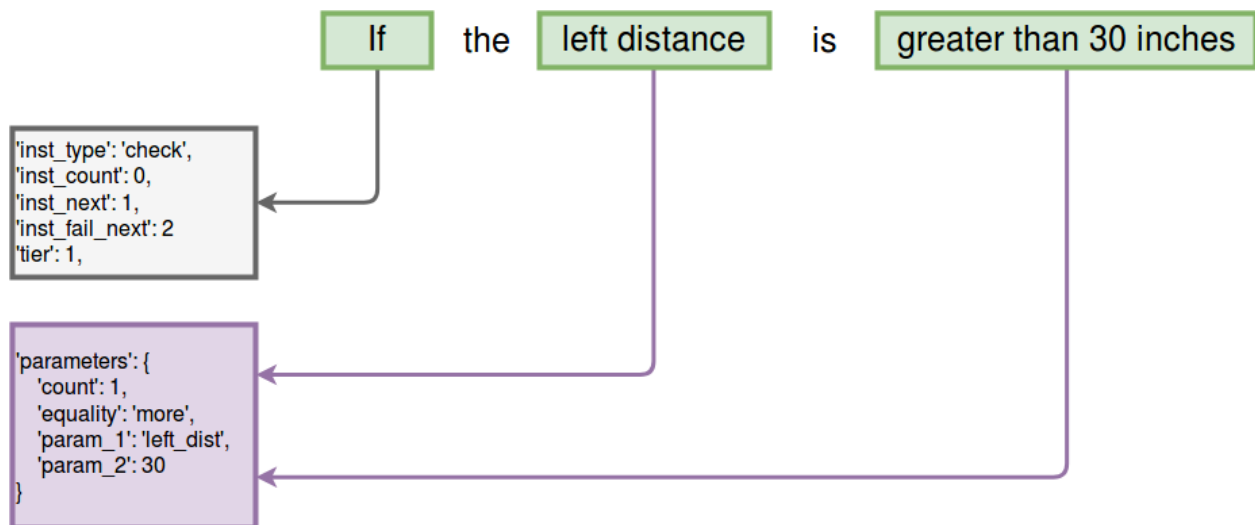 If the left distance is greater than 30 inches
'inst_type': 'check',
'inst_count': 0,
'inst_next': 1,
'inst_fail_next': 2
'tier': 1,
'parameters': {
'count': 1,
'equality': 'more',
'param_1': 'left_dist',
'param_2': 30
}